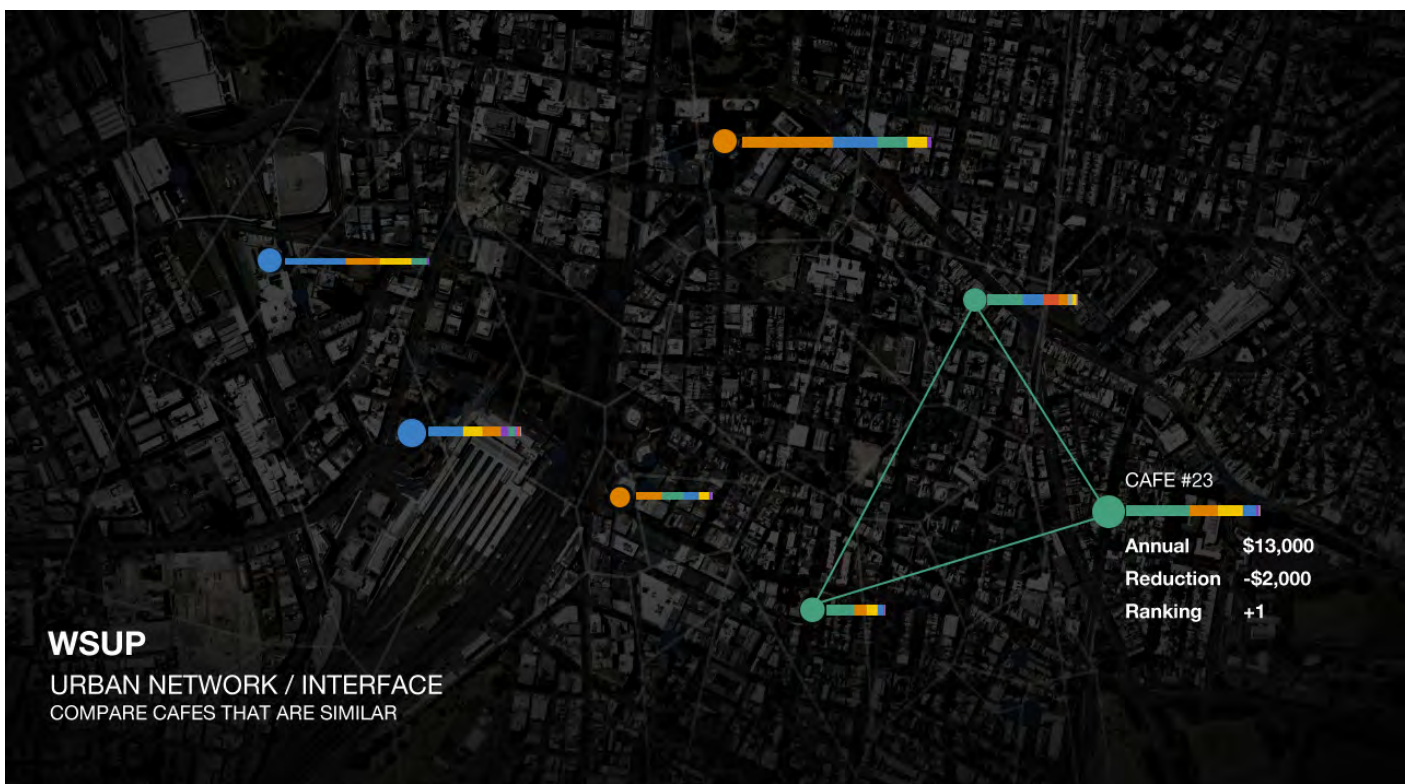 CAFE #23
Annual $13,000
Reduction -$2,000
Ranking +1
WSUP
URBAN NETWORK / INTERFACE
COMPARE CAFES THAT ARE SIMILAR